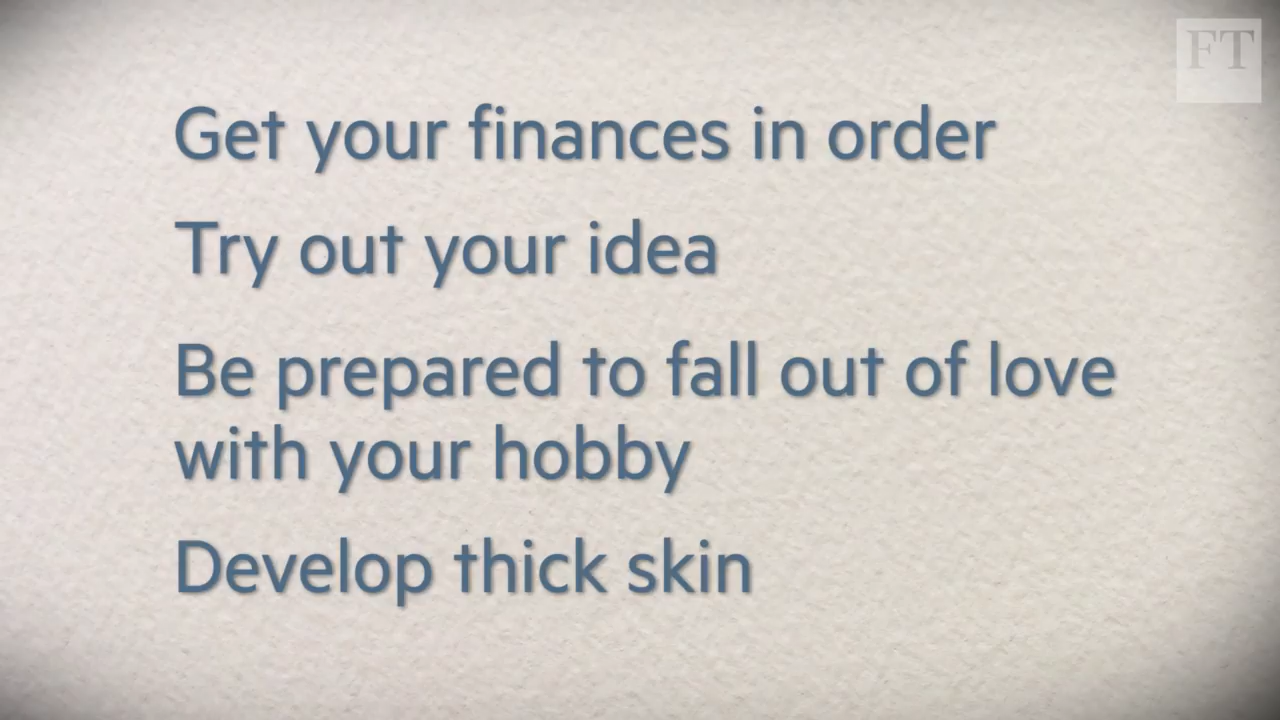 FT
Get your finances in order
Try out your idea
Be prepared to fall out of love
with your hobby
Develop thick skin